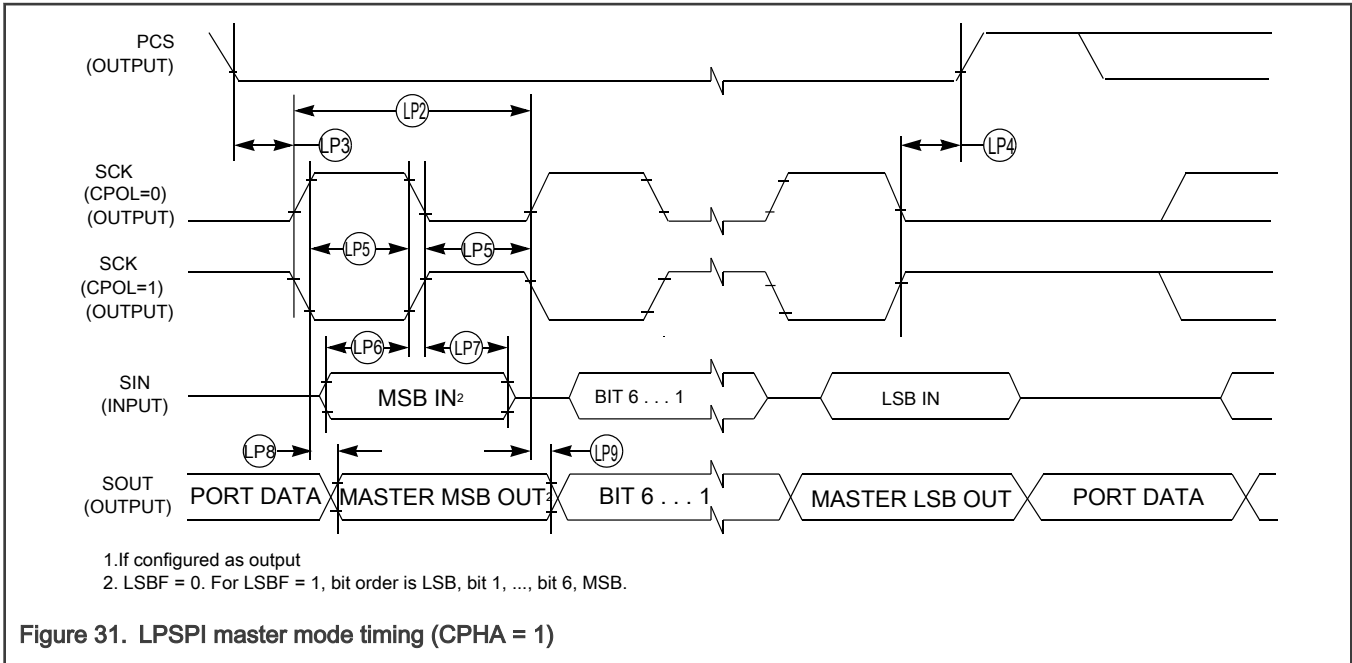 PCS
(OUTPUT)
LP2
LP3
LP4
SCK
(CPOL=0)
(OUTPUT)
LP5
LP5
SCK
(CPOL=1)
(OUTPUT)
LP6
LP7
SIN
(INPUT)
MSB IN2
BIT 6 . . . 1
LSB IN
LP8
LP9
SOUT
(OUTPUT)
PORT DATA
MASTER MSB OUT2
BIT 6 . . . 1
MASTER LSB OUT
PORT DATA
1.If configured as output
2. LSBF = 0. For LSBF = 1, bit order is LSB, bit 1, ..., bit 6, MSB.
Figure 31. LPSPI master mode timing (CPHA = 1)